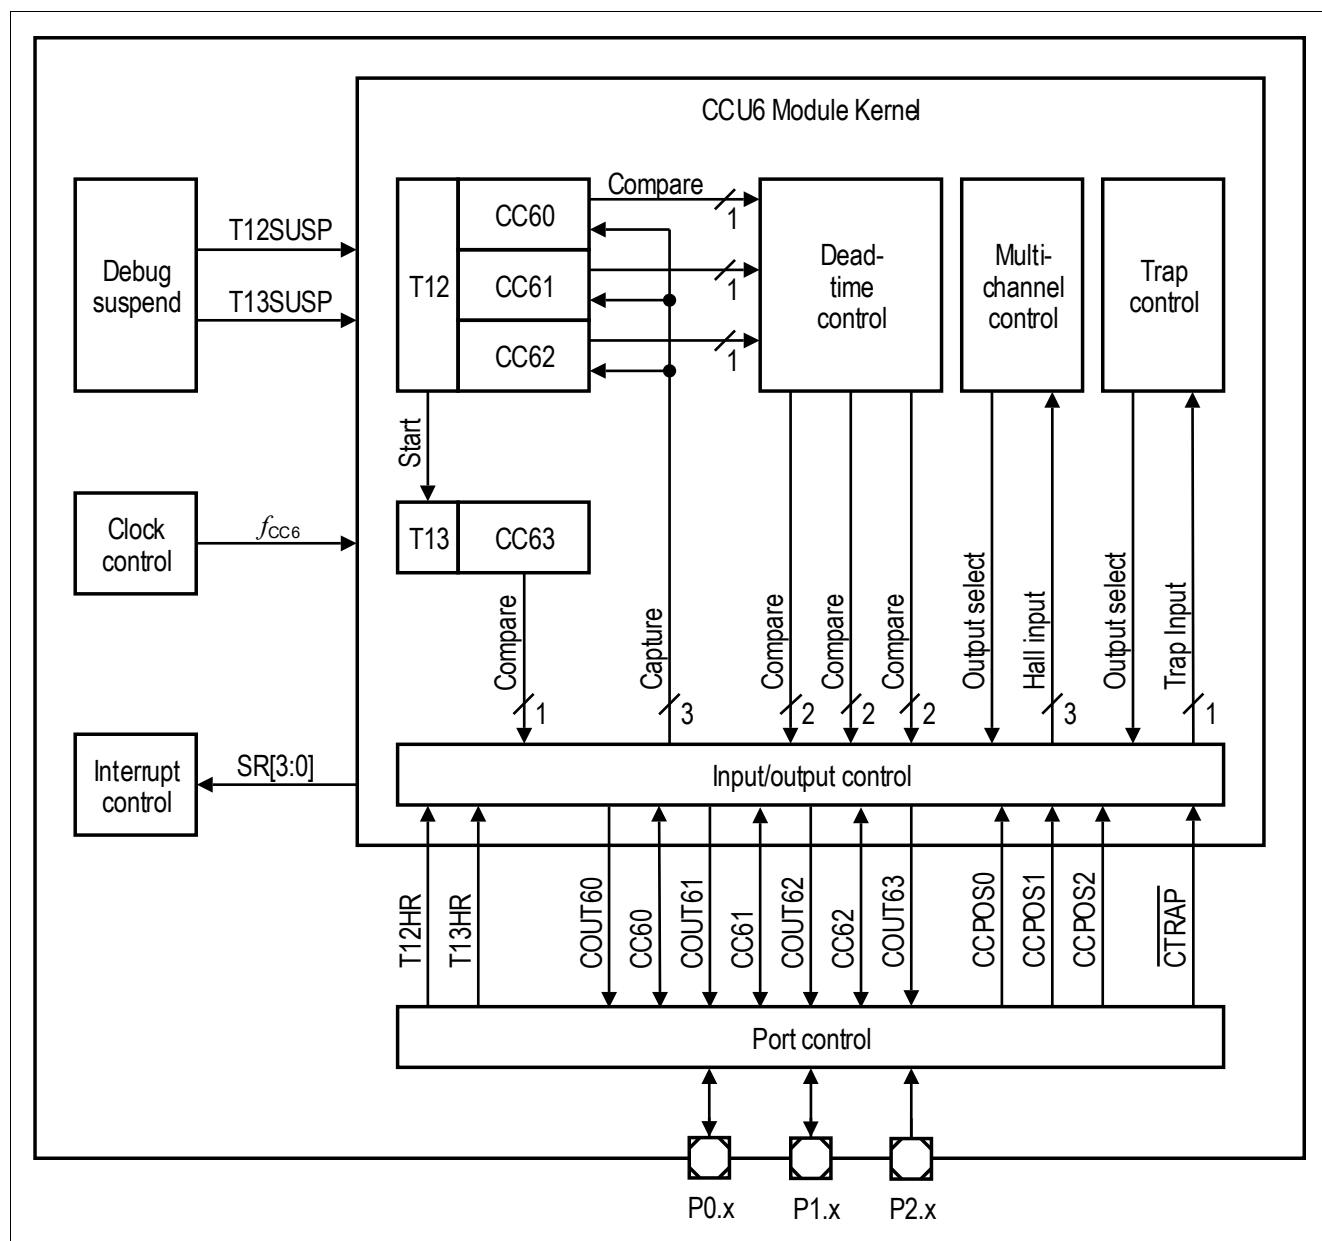 CCU6 Module Kernel
Debug
suspend
T12SUSP
T13SUSP
T12
CC60
CC61
CC62
Compare
1
1
1
Dead-
time
control
Multi-
channel
control
Trap
control
Start
T13
CC63
Clock
control
fCC6
Compare
1
Capture
3
Compare
2
Compare
2
Compare
2
Output select
Hall input
3
Output select
Trap Input
1
Interrupt
control
SR[3:0]
Input/output control
T12HR
T13HR
COUT60
CC60
COUT61
CC61
COUT62
CC62
COUT63
CCPOS0
CCPOS1
CCPOS2
CTRAP
Port control
P0.x
P1.x
P2.x